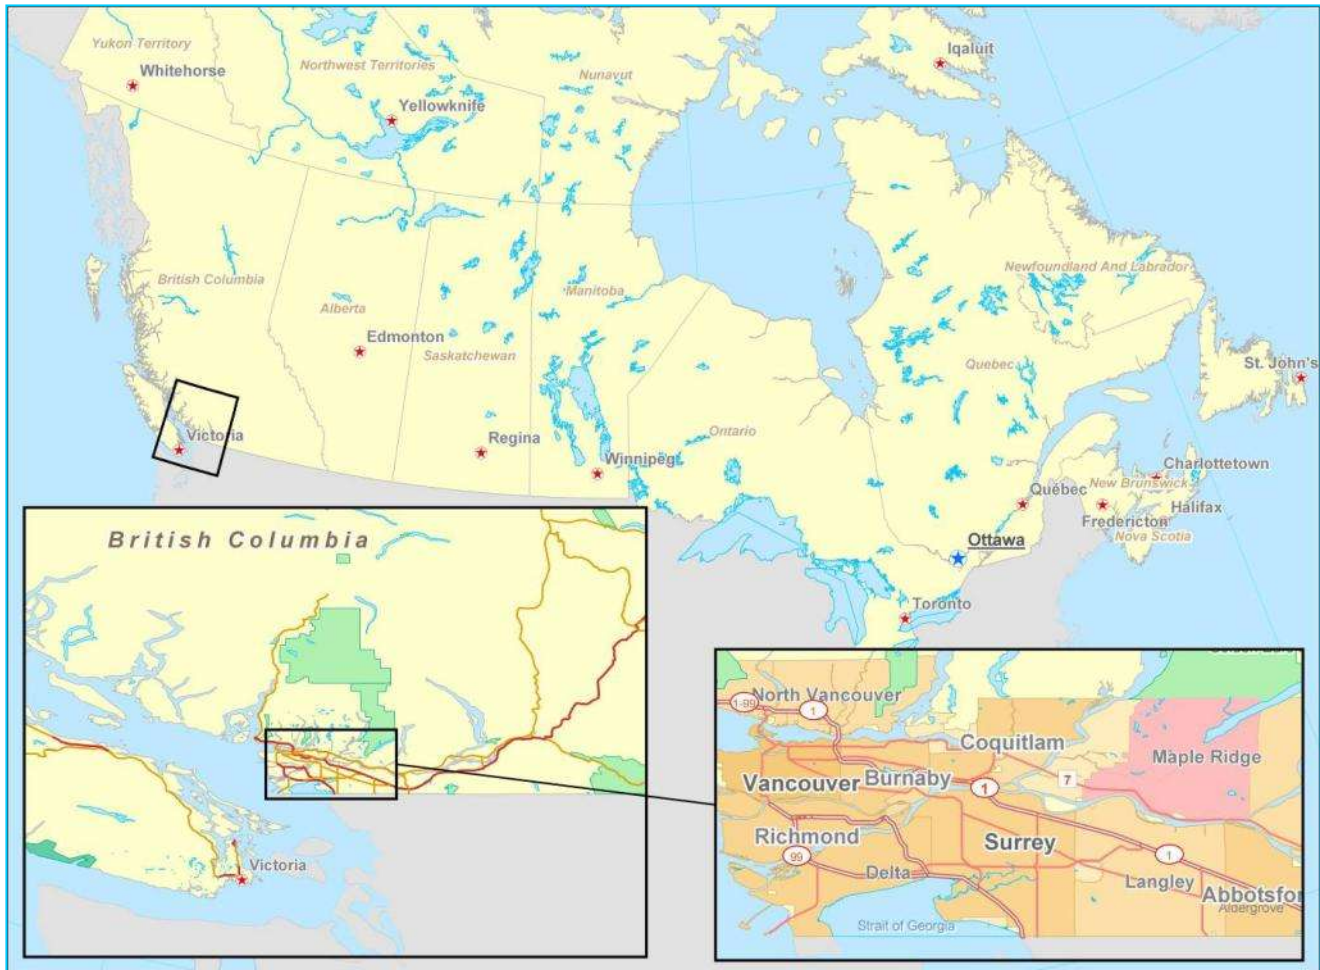 Yukon Territory
Whitehorse
Northwest Territories
Yellowknife
Nunavut
Iqaluit
British Columbia
Alberta
Edmonton
Saskatchewan
Manitoba
Newfoundland And Labrador
Quebec
St. John's
Victoria
Regina
Winnipeg
Ontario
Charlottetown
New Brunswick
Québec
Halifax
Fredericton
Nova Scotia
Ottawa
Toronto
British Columbia
Victoria
North Vancouver
1-99
1
Coquitlam
Maple Ridge
7
Vancouver
Burnaby
1
Richmond
Surrey
99
1
Delta
Langley
Abbotsfor
Aldergrove
Strait of Georgia